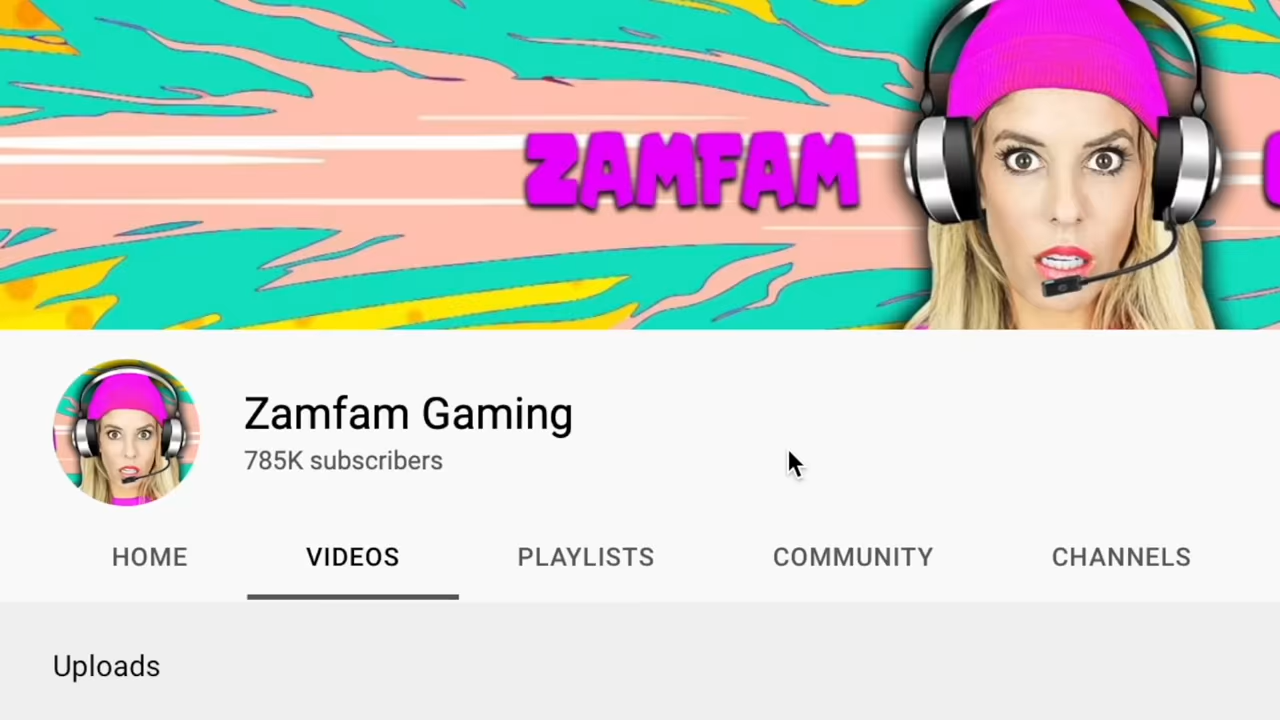 ZAMFAM
Zamfam Gaming
785K subscribers
HOME VIDEOS PLAYLISTS COMMUNITY CHANNELS
Uploads